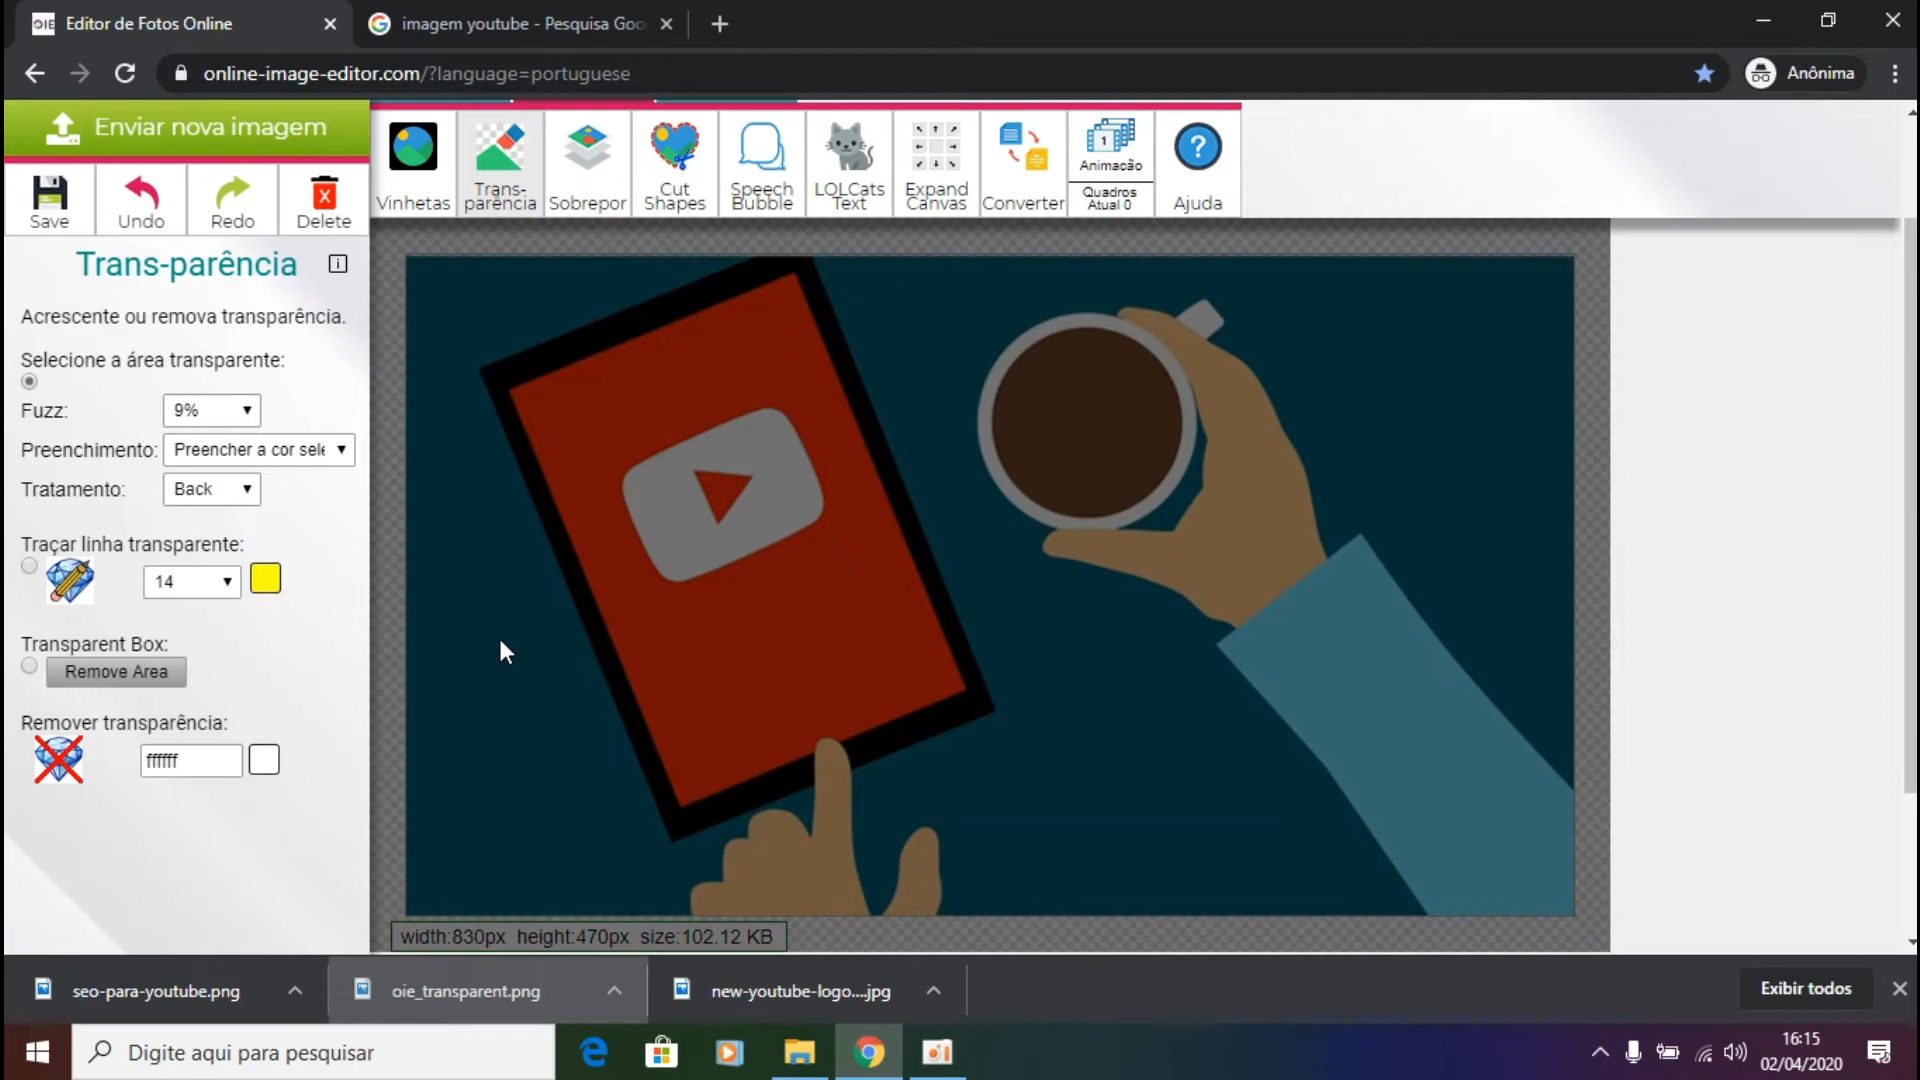 Editor de Fotos Online
imagem youtube - Pesquisa Goo
online-image-editor.com/?language=portuguese
Anônima
Enviar nova imagem
Save
Undo
Redo
Delete
Vinhetas
Trans-
parência
Sobrepor
Cut
Shapes
Speech
Bubble
LOLCats
Text
Expand
Canvas
Converter
1
Animação
Quadros
Atual 0
?
Ajuda
Trans-parência
i
Acrescente ou remova transparência.
Selecione a área transparente:
Fuzz:
9%
Preenchimento:
Preencher a cor sele
Tratamento:
Back
Traçar linha transparente:
14
Transparent Box:
Remove Area
Remover transparência:
ffffff
width:830px height:470px size:102.12 KB
seo-para-youtube.png
oie_transparent.png
new-youtube-logo....jpg
Exibir todos
Digite aqui para pesquisar
16:15
02/04/2020